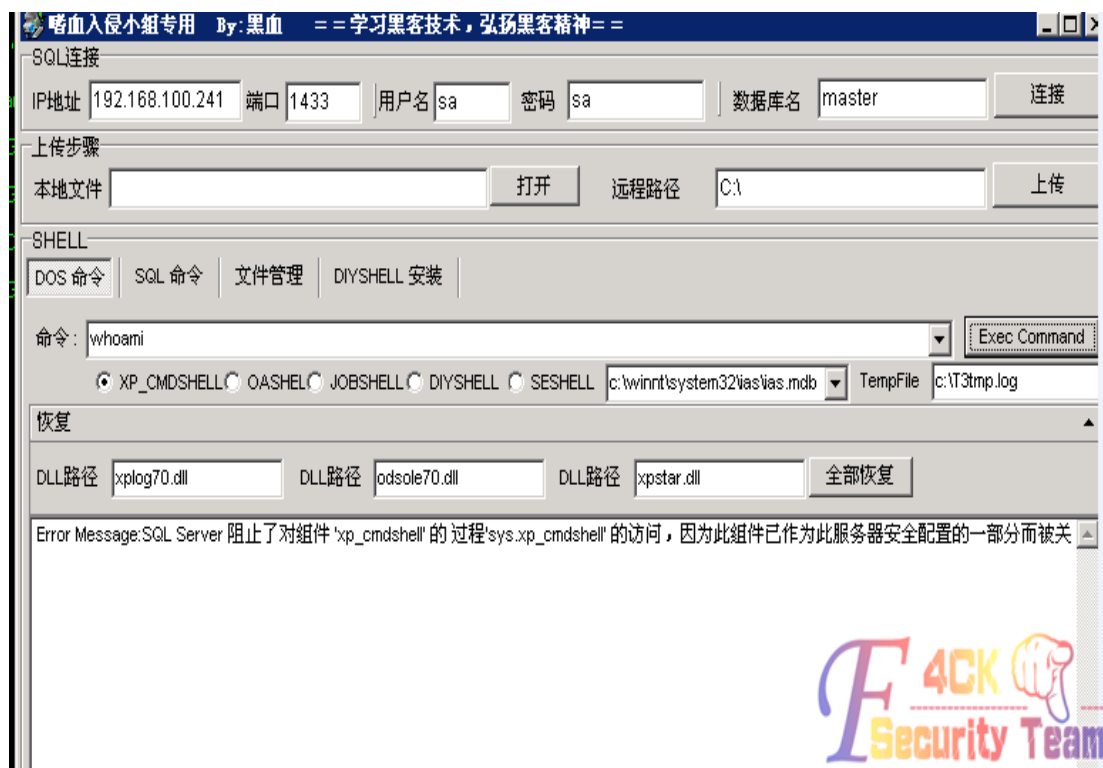 嗜血入侵小组专用 By:黑血 ==学习黑客技术，弘扬黑客精神==
SQL连接
IP地址 192.168.100.241 端口 1433 用户名 sa 密码 sa 数据库名 master 连接
上传步骤
本地文件 打开 远程路径 C:\ 上传
SHELL
DOS 命令 SQL 命令 文件管理 DIYSHELL 安装
命令: whoami Exec Command
XP_CMDSHELL OASHEL JOBSHELL DIYSHELL SESHELL c:\winnt\system32\ias\ias.mdb TempFile c:\T3tmp.log
恢复
DLL路径 xplog70.dll DLL路径 odsole70.dll DLL路径 xpstar.dll 全部恢复
Error Message:SQL Server 阻止了对组件 'xp_cmdshell' 的 过程'sys.xp_cmdshell' 的访问，因为此组件已作为此服务器安全配置的一部分而被关
F4CK
Security Team